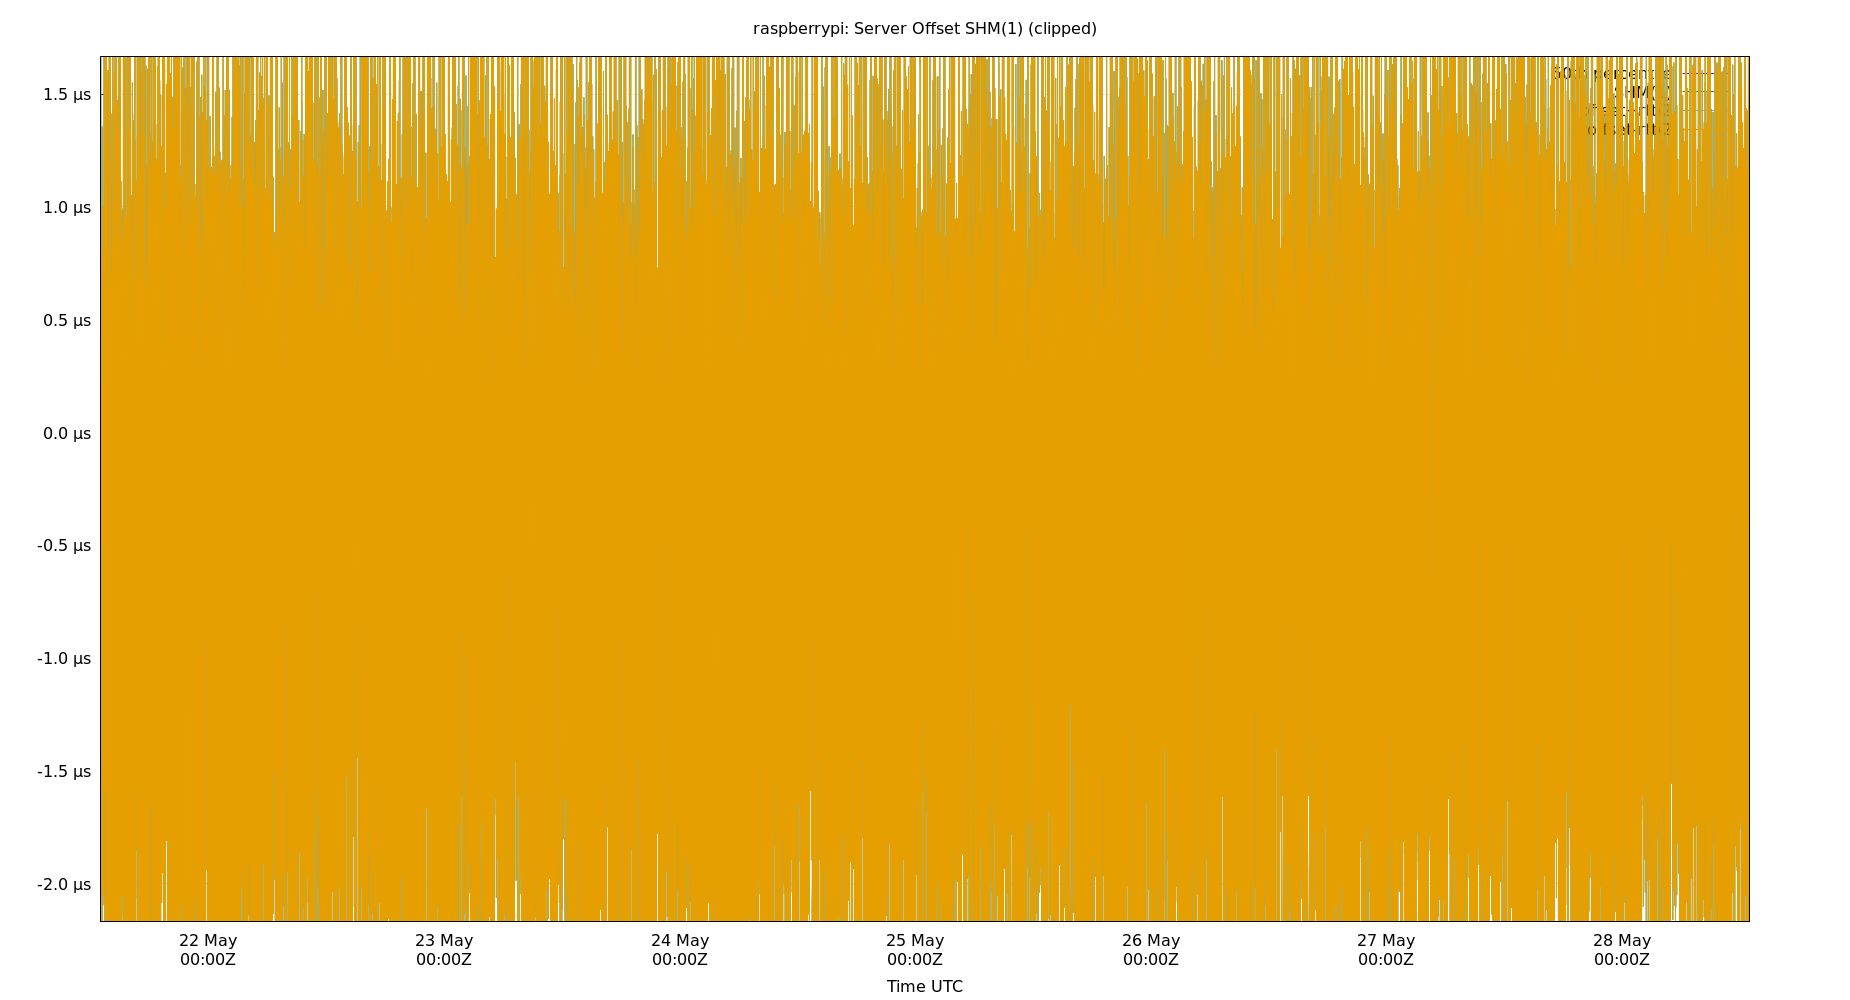 raspberrypi: Server Offset SHM(1) (clipped)
1.5 µs
1.0 µs
0.5 µs
0.0 µs
-0.5 µs
-1.0 µs
-1.5 µs
-2.0 µs
22 May 23 May 24 May 25 May 26 May 27 May 28 May
00:00Z 00:00Z 00:00Z 00:00Z 00:00Z 00:00Z 00:00Z
Time UTC